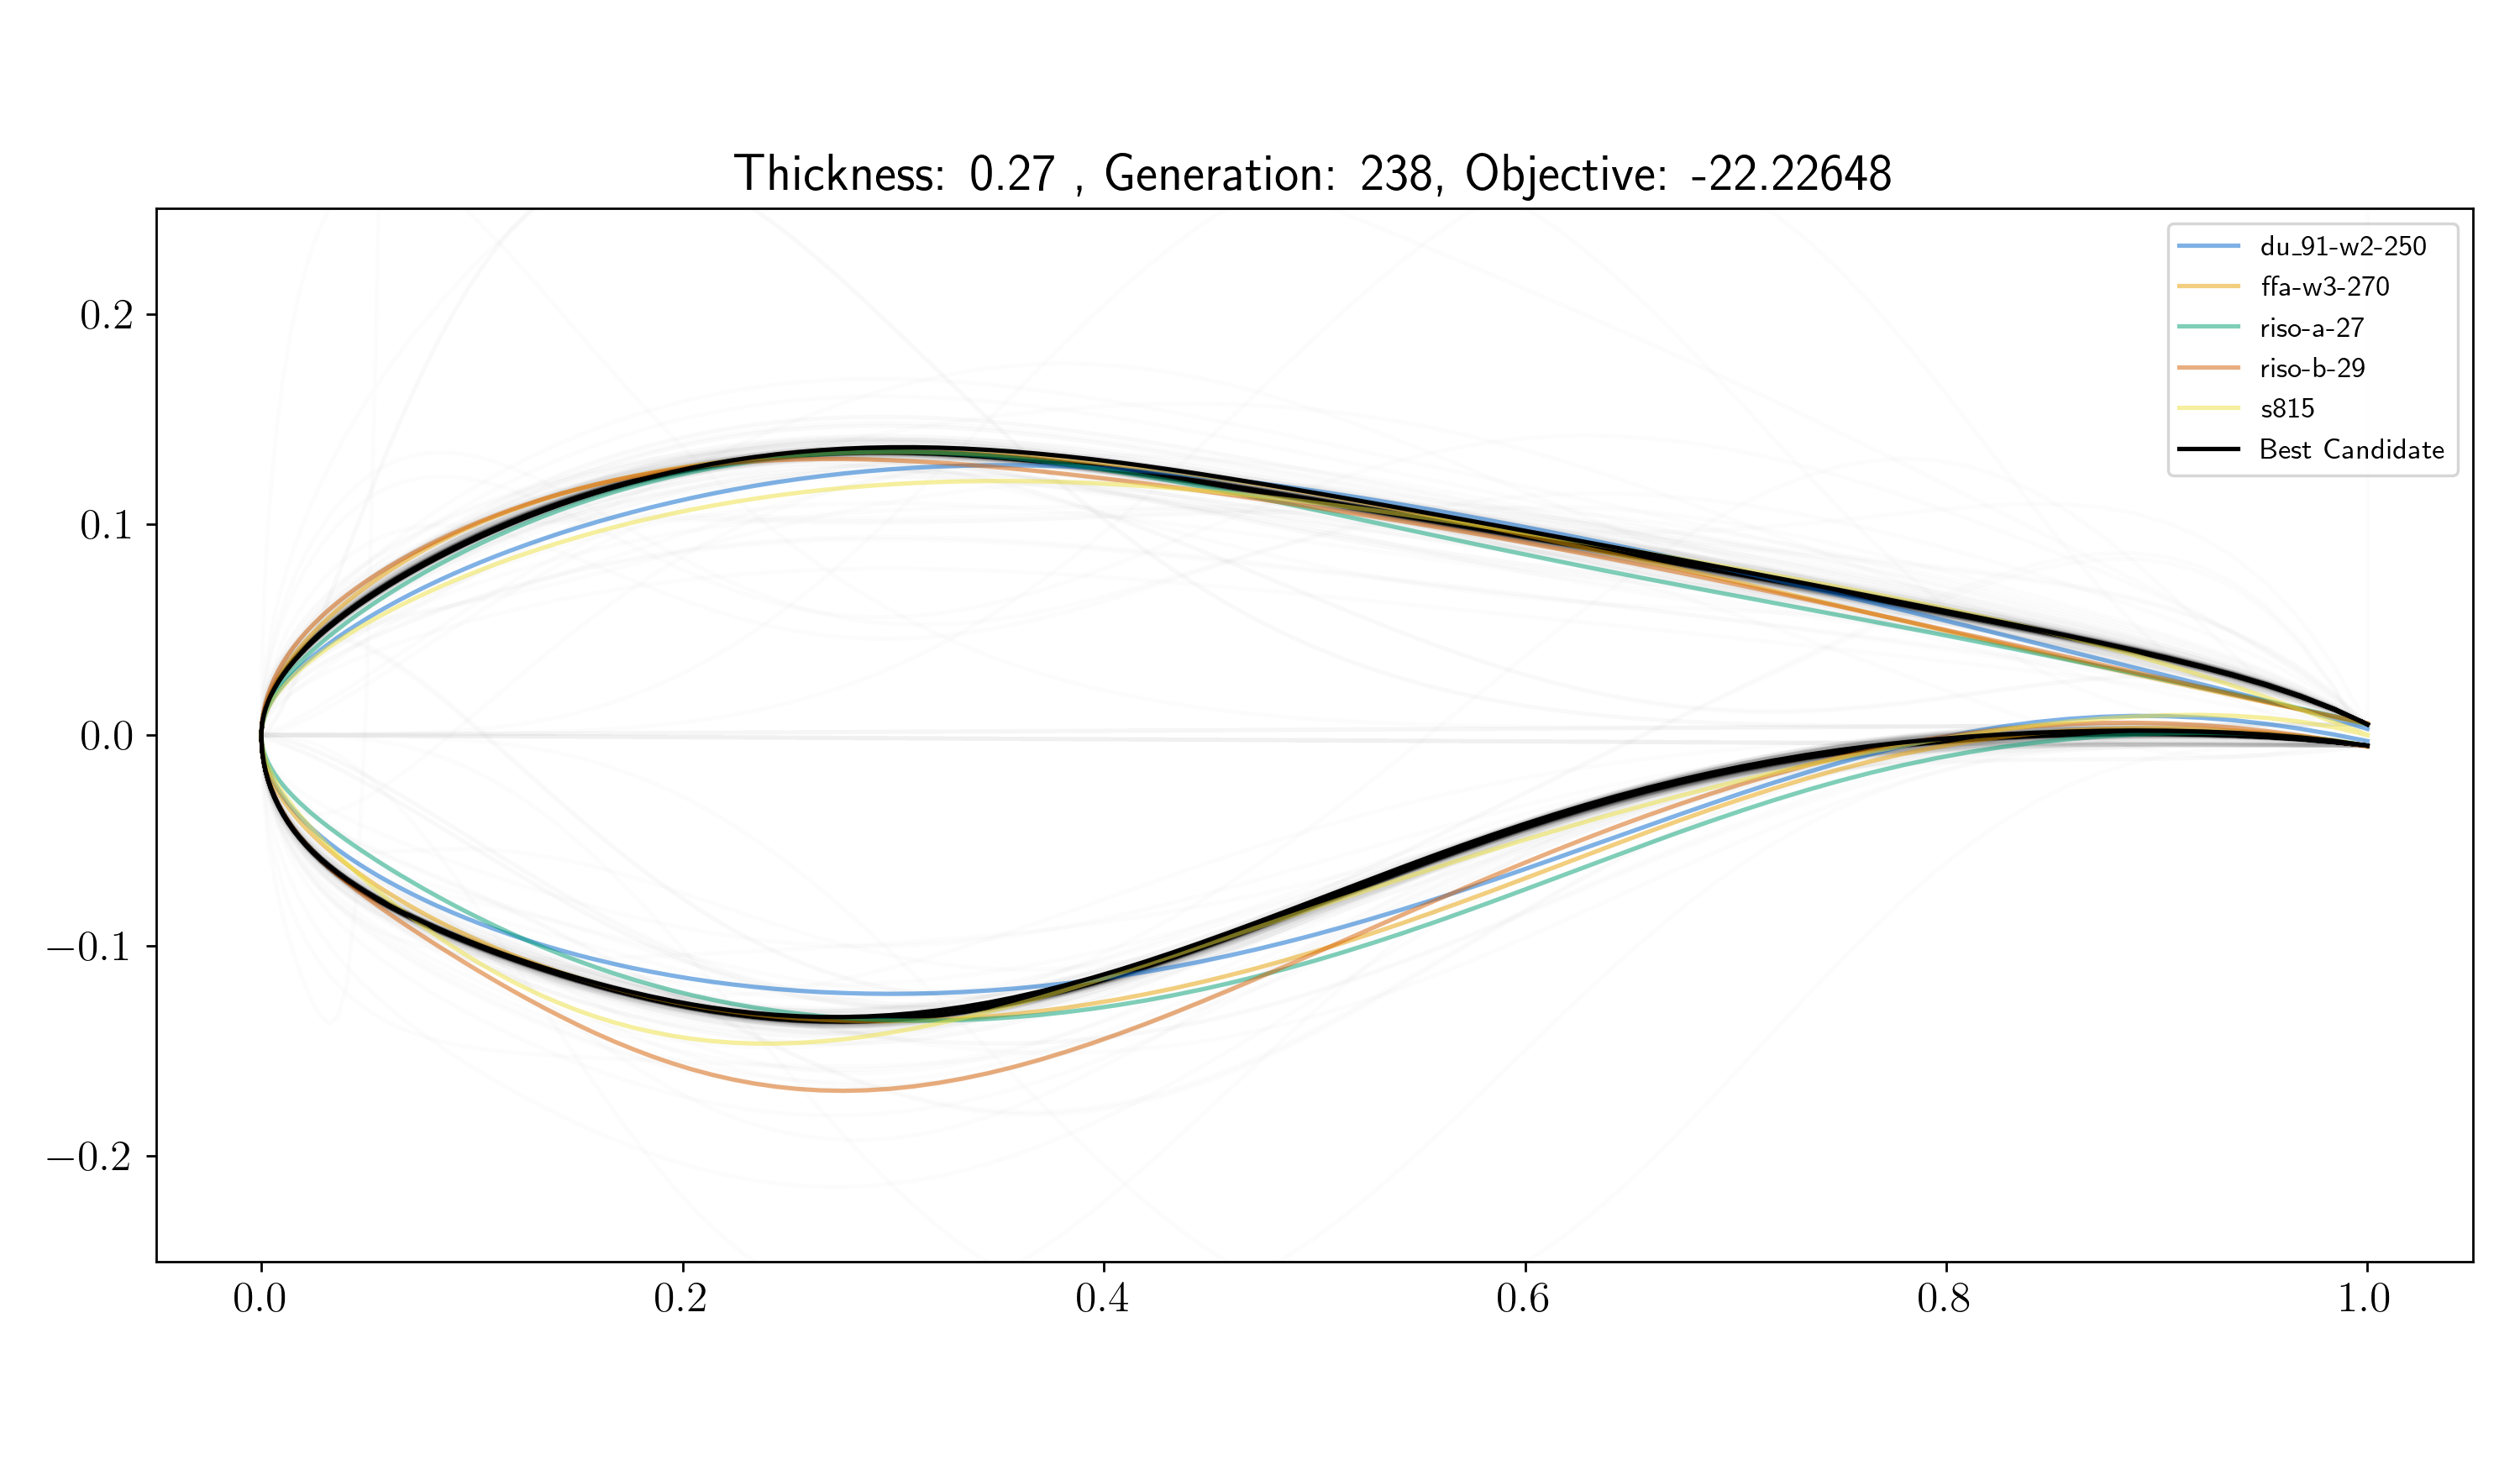 Thickness: 0.27 , Generation: 238, Objective: -22.22648
du_91-w2-250
ffa-w3-270
riso-a-27
riso-b-29
s815
Best Candidate
0.2
0.1
0.0
−0.1
−0.2
0.0 0.2 0.4 0.6 0.8 1.0